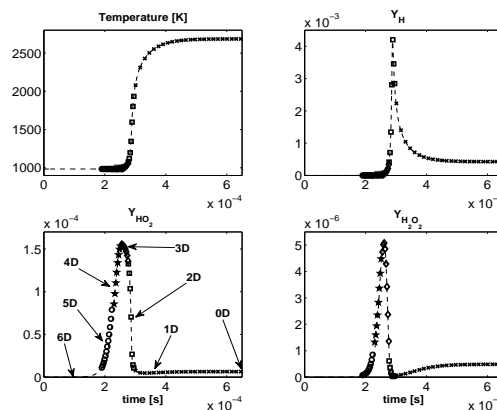 Temperature [K]
2500
2000
1500
1000
0
2
4
6
x 10⁻⁴
Y_H
x 10⁻³
4
3
2
1
0
0
2
4
6
x 10⁻⁴
Y_HO₂
x 10⁻⁴
1.5
1
0.5
0
0
2
4
6
x 10⁻⁴
time [s]
6D
5D
4D
3D
2D
1D
0D
Y_H₂O₂
x 10⁻⁶
5
4
3
2
1
0
0
2
4
6
x 10⁻⁴
time [s]